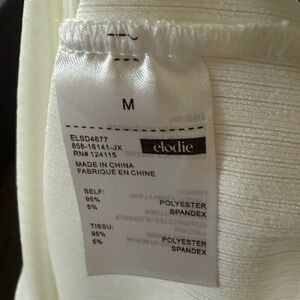 M
ELSD4877
858-16141-JX
RN# 124115
elodie
MADE IN CHINA
FABRIQUÉ EN CHINE
SELF:
95% POLYESTER
5% SPANDEX
TISSU:
95% POLYESTER
5% SPANDEX